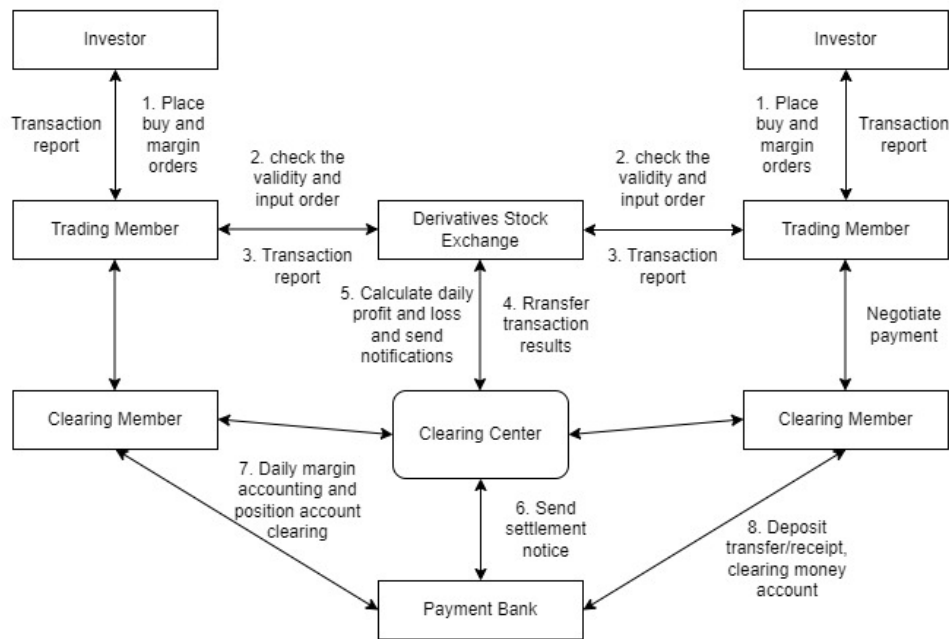 Investor
Investor
Transaction
report
1. Place
buy and
margin
orders
1. Place
buy and
margin
orders
Transaction
report
2. check the
validity and
input order
2. check the
validity and
input order
Trading Member
Derivatives Stock
Exchange
Trading Member
3. Transaction
report
3. Transaction
report
5. Calculate daily
profit and loss
and send
notifications
4. Rransfer
transaction
results
Negotiate
payment
Clearing Member
Clearing Center
Clearing Member
7. Daily margin
accounting and
position account
clearing
6. Send
settlement
notice
8. Deposit
transfer/receipt,
clearing money
account
Payment Bank